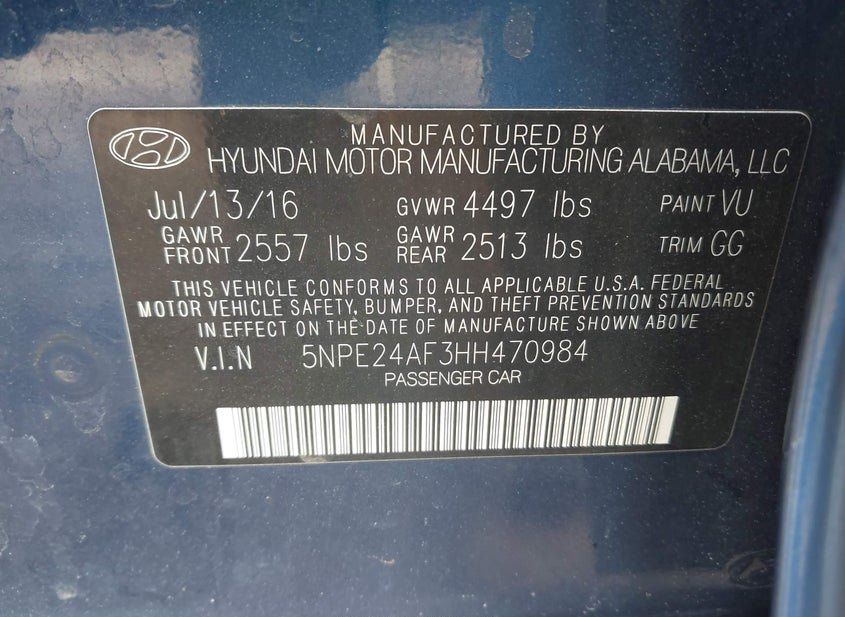 MANUFACTURED BY
HYUNDAI MOTOR MANUFACTURING ALABAMA, LLC
Jul/13/16 GVWR 4497 lbs PAINT VU
GAWR FRONT 2557 lbs GAWR REAR 2513 lbs TRIM GG
THIS VEHICLE CONFORMS TO ALL APPLICABLE U.S.A. FEDERAL
MOTOR VEHICLE SAFETY, BUMPER, AND THEFT PREVENTION STANDARDS
IN EFFECT ON THE DATE OF MANUFACTURE SHOWN ABOVE
V.I.N 5NPE24AF3HH470984
PASSENGER CAR